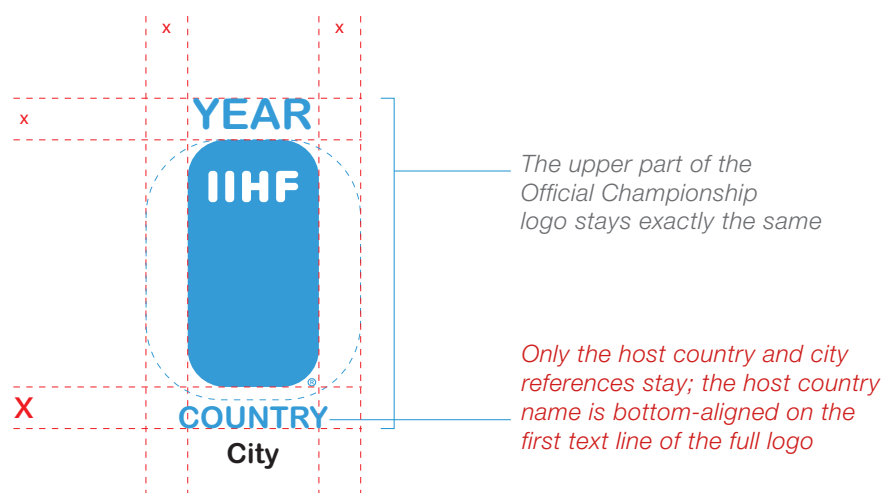 x x
x
YEAR
IIHF
The upper part of the
Official Championship
logo stays exactly the same
®
X
COUNTRY
City
Only the host country and city
references stay; the host country
name is bottom-aligned on the
first text line of the full logo